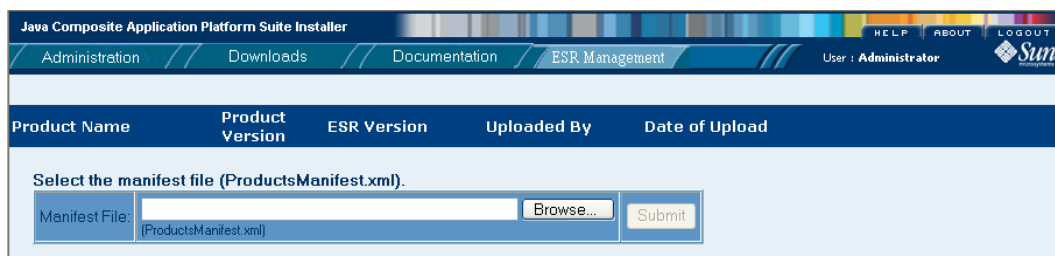 Java Composite Application Platform Suite Installer
HELP ABOUT LOGOUT
Administration Downloads Documentation ESR Management User : Administrator Sun microsystems
Product Name Product Version ESR Version Uploaded By Date of Upload
Select the manifest file (ProductsManifest.xml).
Manifest File: Browse... Submit
(ProductsManifest.xml)